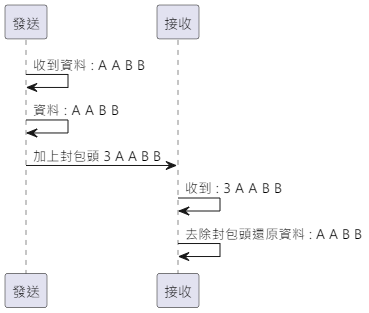 發送
接收
收到資料 : A A B B
資料 : A A B B
加上封包頭 3 A A B B
收到 : 3 A A B B
去除封包頭還原資料 : A A B B
發送
接收